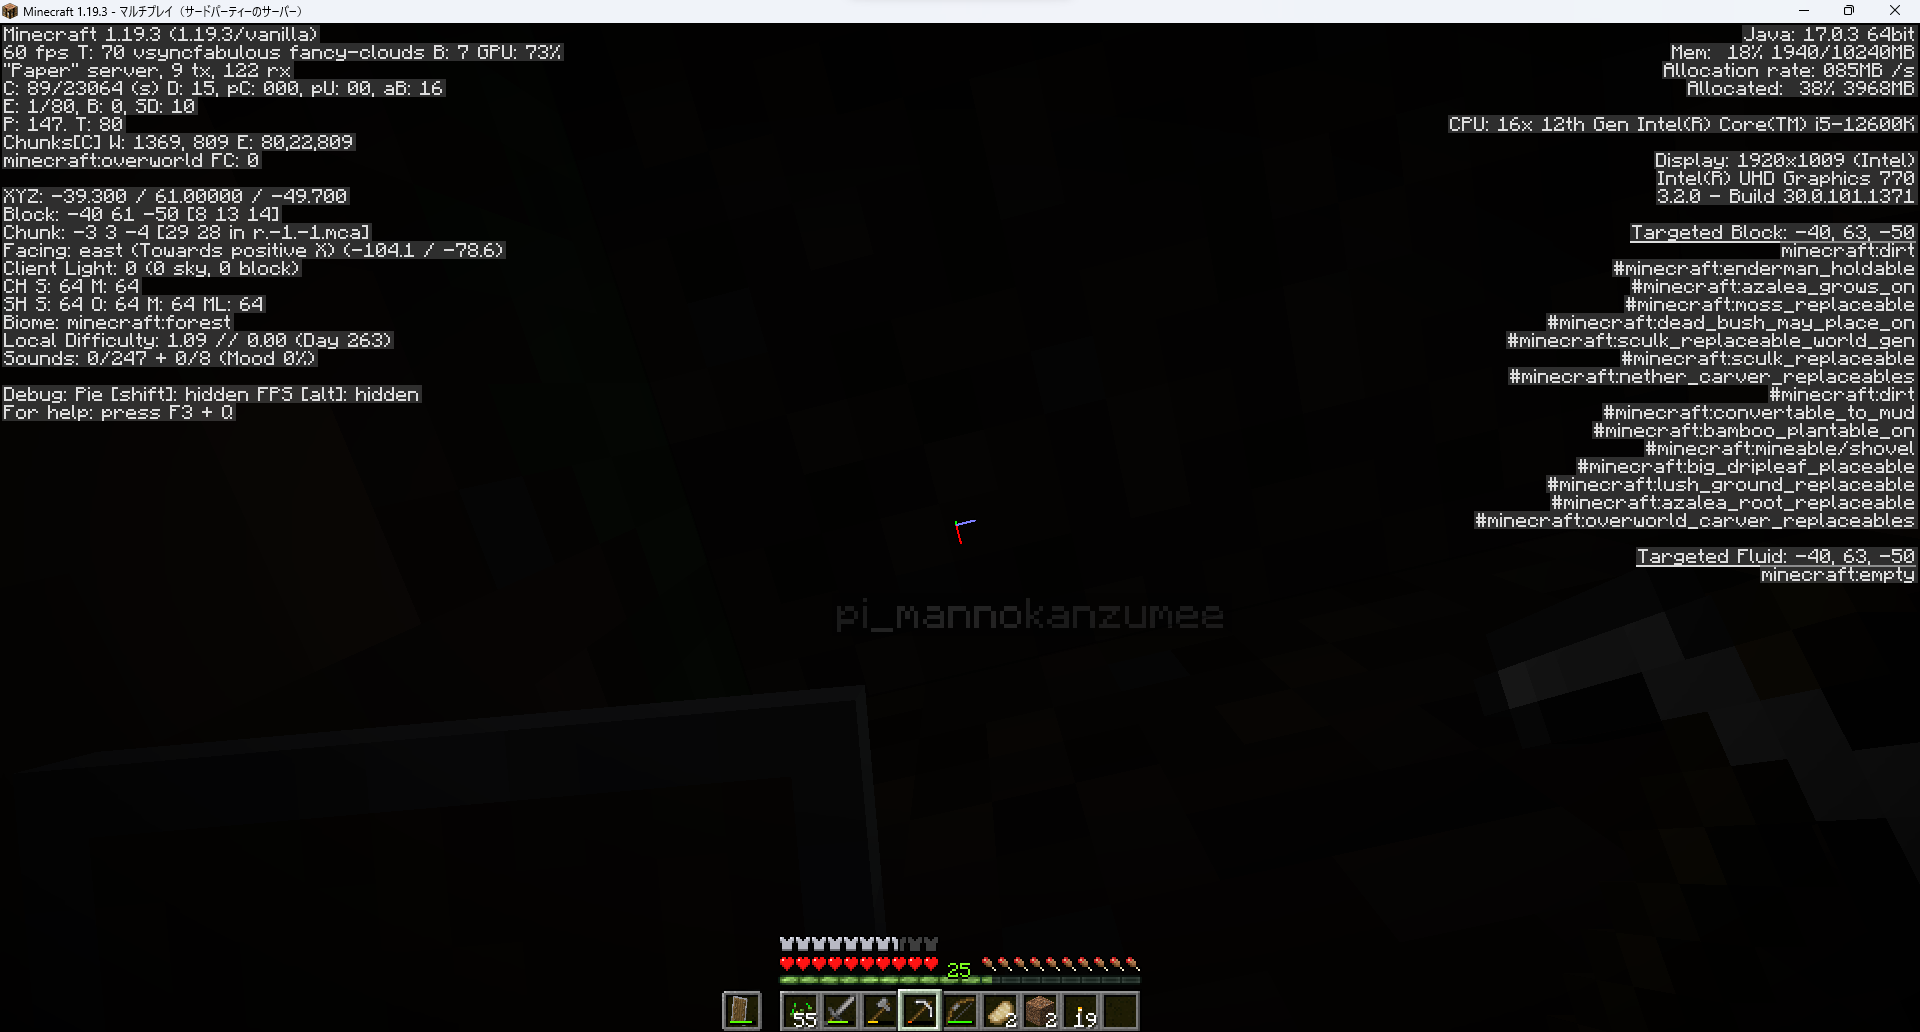 Minecraft 1.19.3 - マルチプレイ（サードパーティーのサーバー）
Minecraft 1.19.3 (1.19.3/vanilla)
60 fps T: 70 vsyncfabulous fancy-clouds B: 7 GPU: 73%
"Paper" server, 9 tx, 122 rx
C: 89/23064 (s) D: 15, pC: 000, pU: 00, aB: 16
E: 1/80, B: 0, SD: 10
P: 147. T: 80
Chunks[C] W: 1369, 809 E: 80,22,809
minecraft:overworld FC: 0
XYZ: -39.300 / 61.00000 / -49.700
Block: -40 61 -50 [8 13 14]
Chunk: -3 3 -4 [29 28 in r.-1.-1.mca]
Facing: east (Towards positive X) (-104.1 / -78.6)
Client Light: 0 (0 sky, 0 block)
CH S: 64 M: 64
SH S: 64 O: 64 M: 64 ML: 64
Biome: minecraft:forest
Local Difficulty: 1.09 // 0.00 (Day 263)
Sounds: 0/247 + 0/8 (Mood 0%)
Debug: Pie [shift]: hidden FPS [alt]: hidden
For help: press F3 + Q
Java: 17.0.3 64bit
Mem: 18% 1940/10240MB
Allocation rate: 085MB /s
Allocated: 38% 3968MB
CPU: 16x 12th Gen Intel(R) Core(TM) i5-12600K
Display: 1920x1009 (Intel)
Intel(R) UHD Graphics 770
3.2.0 - Build 30.0.101.1371
Targeted Block: -40, 63, -50
minecraft:dirt
#minecraft:enderman_holdable
#minecraft:azalea_grows_on
#minecraft:moss_replaceable
#minecraft:dead_bush_may_place_on
#minecraft:sculk_replaceable_world_gen
#minecraft:sculk_replaceable
#minecraft:nether_carver_replaceables
#minecraft:dirt
#minecraft:convertable_to_mud
#minecraft:bamboo_plantable_on
#minecraft:mineable/shovel
#minecraft:big_dripleaf_placeable
#minecraft:lush_ground_replaceable
#minecraft:azalea_root_replaceable
#minecraft:overworld_carver_replaceables
Targeted Fluid: -40, 63, -50
minecraft:empty
pi_mannokanzumee
25
55 2 2 19